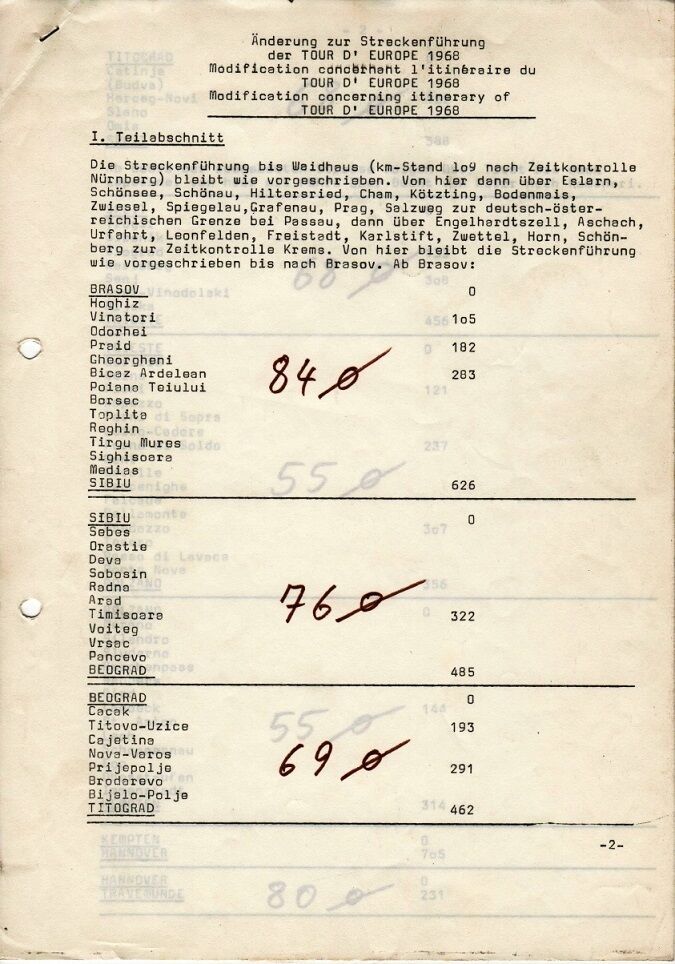 Änderung zur Streckenführung
der TOUR D' EUROPE 1968
Modification concernant l'itinéraire du
TOUR D' EUROPE 1968
Modification concerning itinerary of
TOUR D' EUROPE 1968
I. Teilabschnitt
Die Streckenführung bis Waidhaus (km-Stand 1o9 nach Zeitkontrolle
Nürnberg) bleibt wie vorgeschrieben. Von hier dann über Eslarn,
Schönsee, Schönau, Hiltersried, Cham, Kötzting, Bodenmais,
Zwiesel, Spiegelau,Grafenau, Prag, Salzweg zur deutsch-öster-
reichischen Grenze bei Passau, dann über Engelhardtszell, Aschach,
Urfahrt, Leonfelden, Freistadt, Karlstift, Zwettel, Horn, Schön-
berg zur Zeitkontrolle Krems. Von hier bleibt die Streckenführung
wie vorgeschrieben bis nach Brasov. Ab Brasov:
BRASOV 0
Hoghiz
Vinatori 1o5
Odorhei
Praid 182
Gheorgheni
Bicaz Ardelean 283
84 ø
Poiana Teiului
Borsec
Toplita
Reghin
Tirgu Mures
Sighisoara
Medias
SIBIU 626
SIBIU 0
Sebes
Orastie
Deva
Sobosin
Radna
76 ø
Arad
Timisoara 322
Voiteg
Vrsac
Pancevo
BEOGRAD 485
BEOGRAD 0
Cacak
Titovo-Uzice 193
Cajetina
Nova-Varos
69 ø
Prijepolje 291
Brodarevo
Bijelo-Polje
TITOGRAD 462
-2-